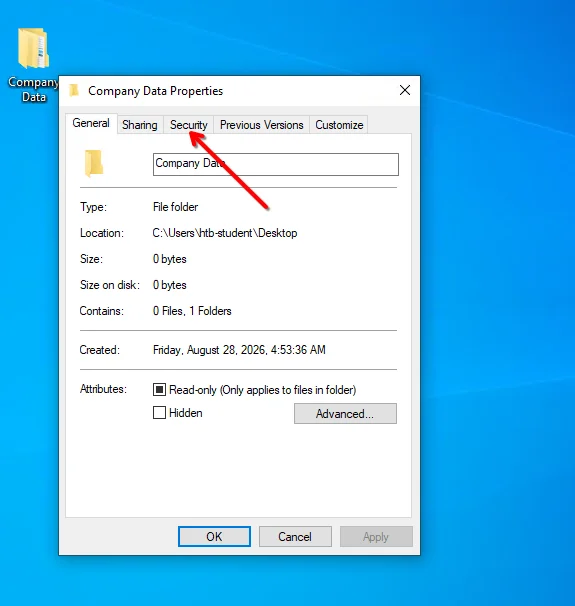 Company
Data
Company Data Properties
General
Sharing
Security
Previous Versions
Customize
Company Data
Type:
File folder
Location:
C:\Users\htb-student\Desktop
Size:
0 bytes
Size on disk:
0 bytes
Contains:
0 Files, 1 Folders
Created:
Friday, August 28, 2026, 4:53:36 AM
Attributes:
Read-only (Only applies to files in folder)
Hidden
Advanced...
OK
Cancel
Apply